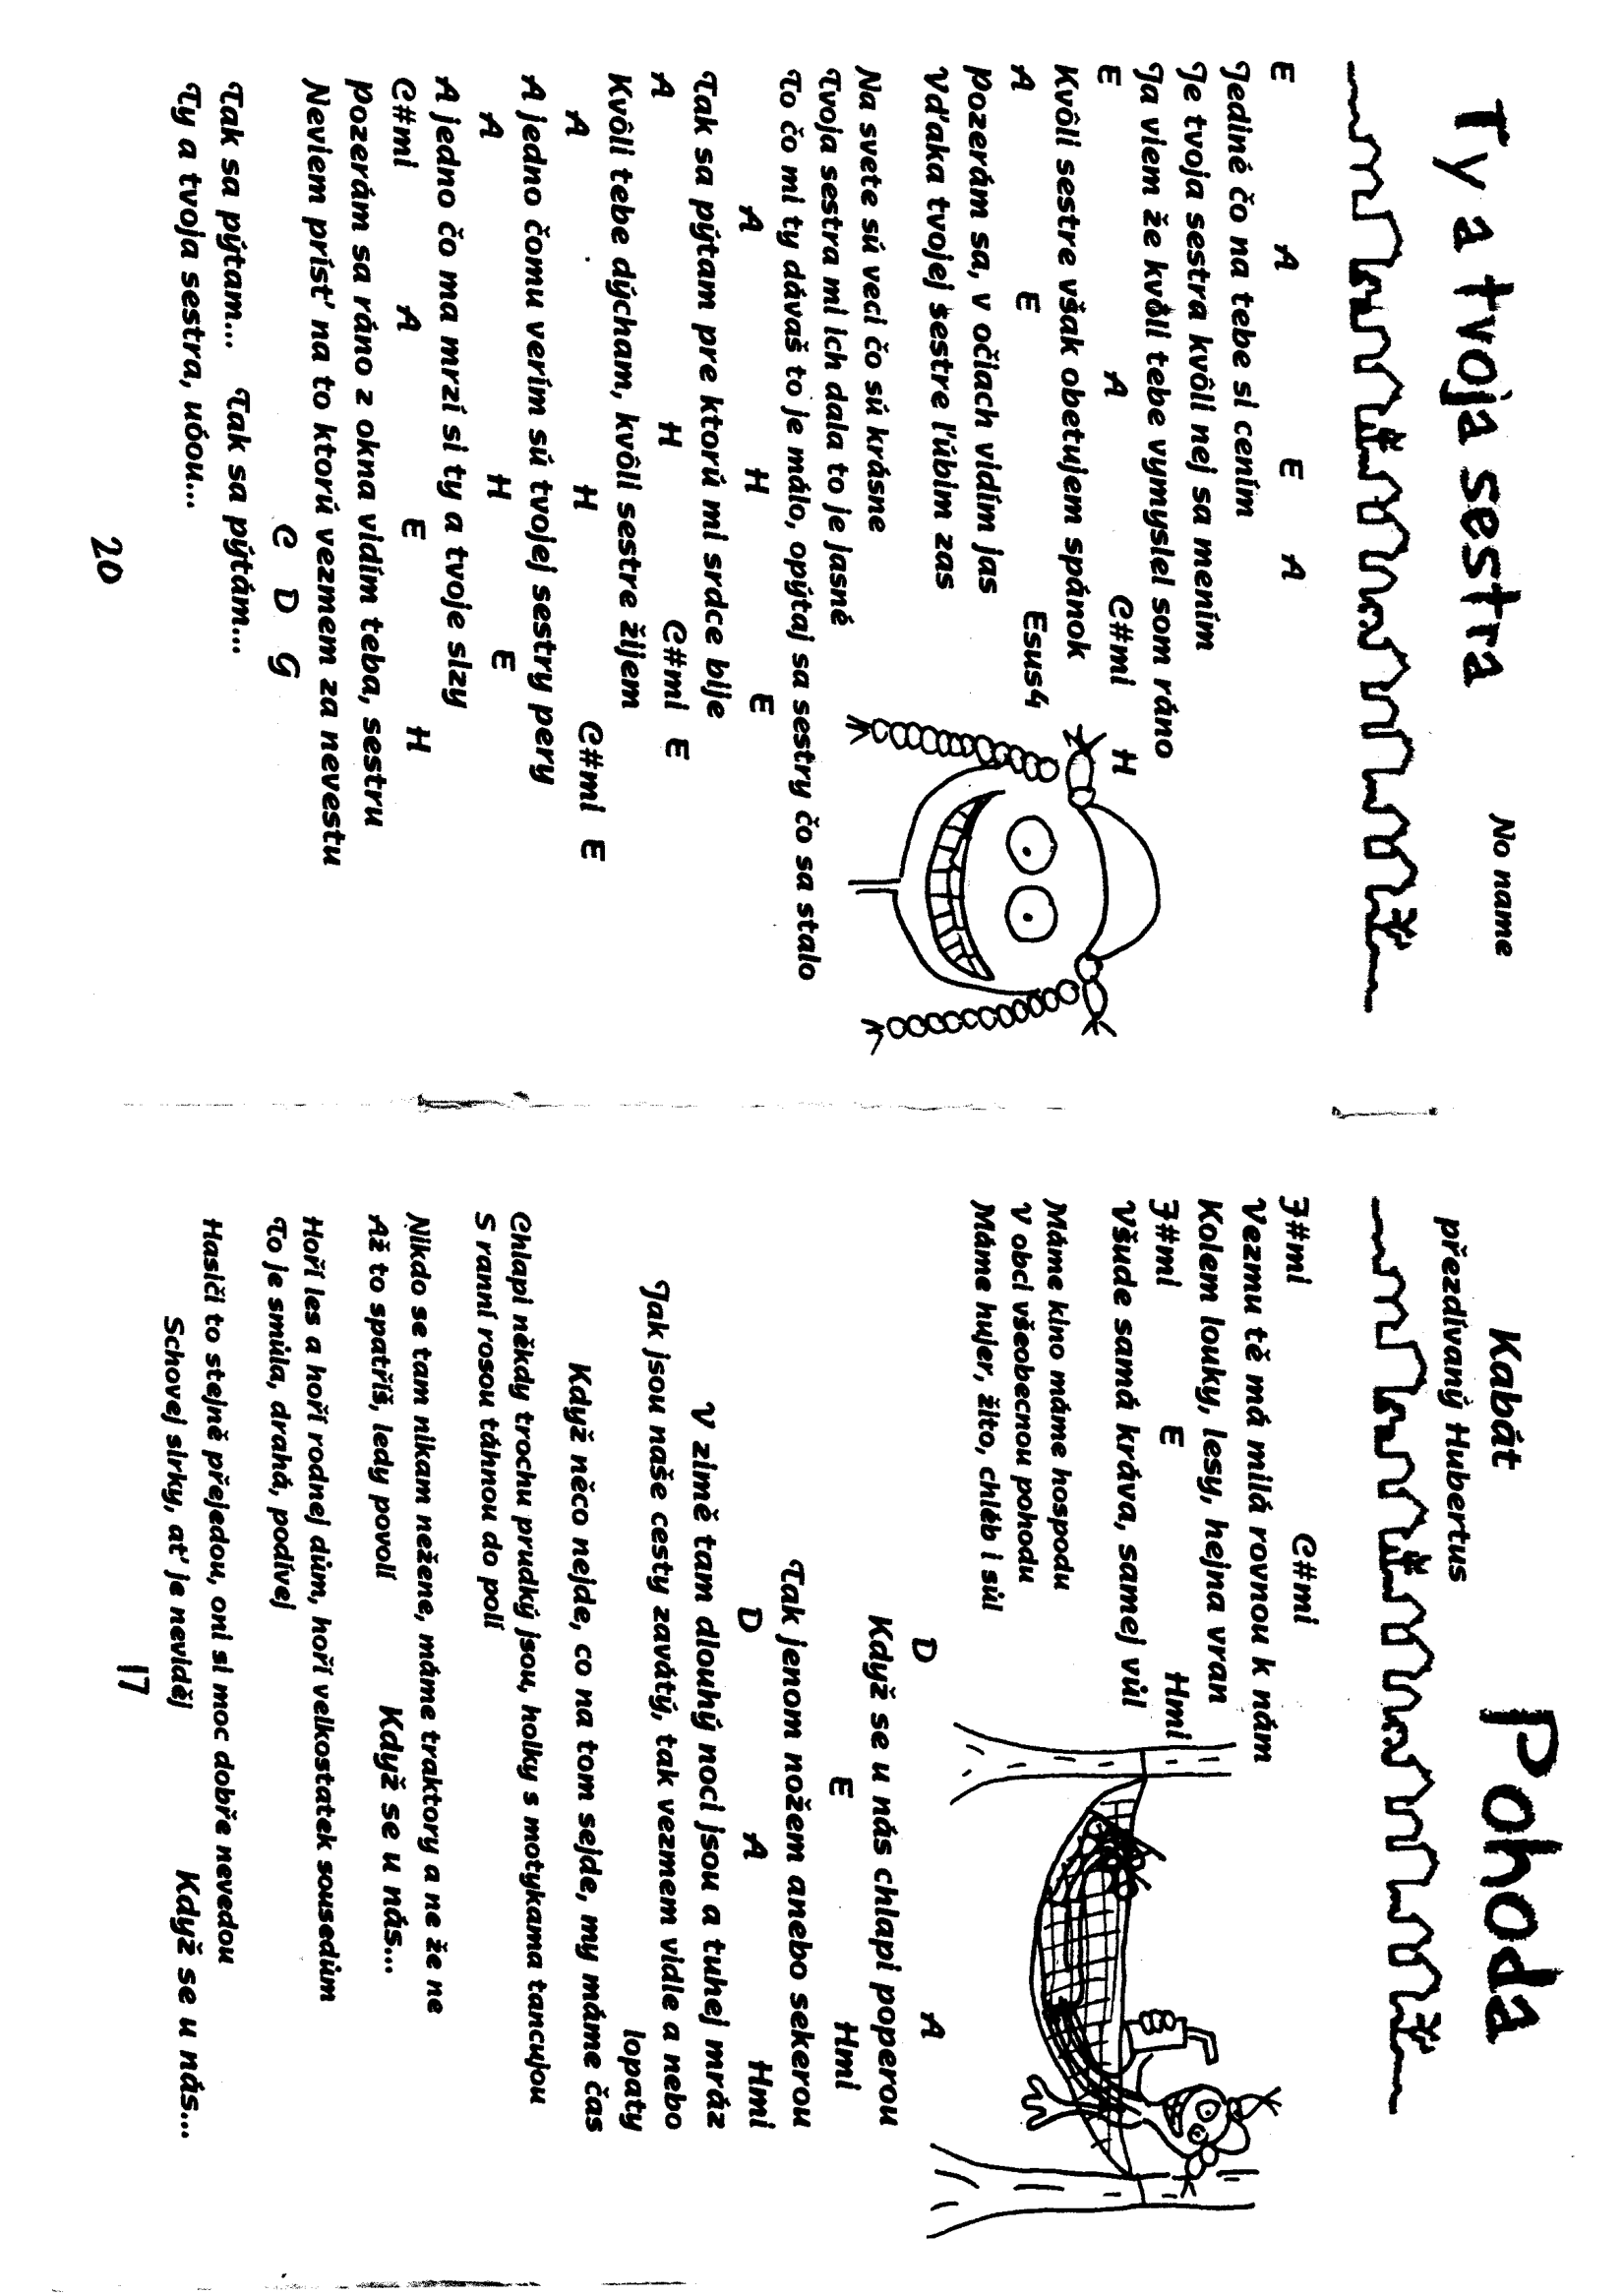 Ty a tvoja sestra
No name
E A E A
Jediné čo na tebe si cením
Je tvoja sestra kvôli nej sa mením
Ja viem že kvôli tebe vymyslel som ráno
E A C#mi H
Kvôli sestre však obetujem spánok
A E Esus4
Pozerám sa, v očiach vidím jas
Vďaka tvojej sestre ľúbim zas
Na svete sú veci čo sú krásne
Tvoja sestra mi ich dala to je jasné
To čo mi ty dávaš to je málo, opýtaj sa sestry čo sa stalo
A H E
Tak sa pýtam pre ktorú mi srdce bije
A H C#mi E
Kvôli tebe dýcham, kvôli sestre žijem
A H C#mi E
A jedno čomu verím sú tvojej sestry pery
A H E
A jedno čo ma mrzí si ty a tvoje slzy
C#mi A E H
Pozerám sa ráno z okna vidím teba, sestru
Neviem prísť na to ktorú vezmem za nevestu
C D G
Tak sa pýtam... Tak sa pýtám...
Ty a tvoja sestra, uóou...
20
Kabát
přezdívaný Hubertus
Pohoda
F#mi C#mi
Vezmu tě má milá rovnou k nám
Kolem louky, lesy, hejna vran
F#mi E Hmi
Všude samá kráva, samej vůl
Máme kino máme hospodu
V obci všeobecnou pohodu
Máme hujer, žito, chléb i sůl
D A
Když se u nás chlapi poperou
E Hmi
Tak jenom nožem anebo sekerou
D A Hmi
V zimě tam dlouhý noci jsou a tuhej mráz
Jak jsou naše cesty zavátý, tak vezmem vidle a nebo
lopaty
Když něco nejde, co na tom sejde, my máme čas
Chlapi někdy trochu prudký jsou, holky s motykama tancujou
S ranní rosou táhnou do polí
Nikdo se tam nikam nežene, máme traktory a ne že ne
Až to spatříš, ledy povolí
Když se u nás...
Hoří les a hoří rodnej dům, hoří velkostatek sousedům
To je smůla, drahá, podívej
Hasiči to stejně přejedou, oni si moc dobře nevedou
Schovej sirky, ať je neviděj
Když se u nás...
17